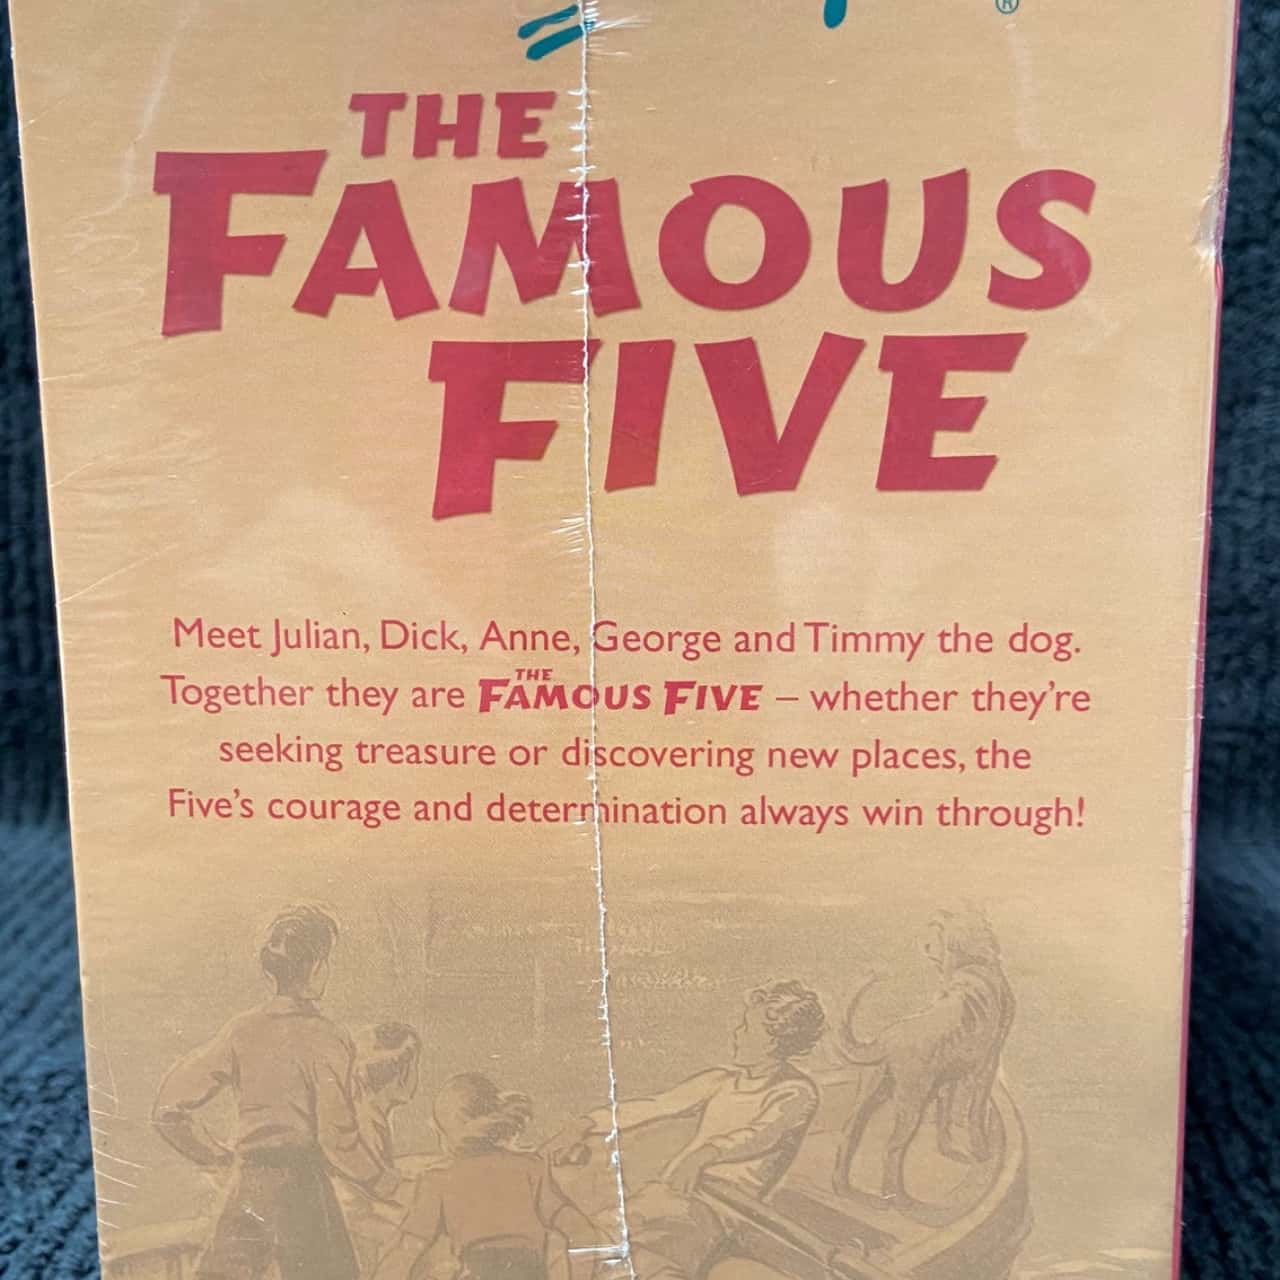 ®
THE
FAMOUS
FIVE
Meet Julian, Dick, Anne, George and Timmy the dog.
Together they are THE FAMOUS FIVE – whether they're
seeking treasure or discovering new places, the
Five's courage and determination always win through!